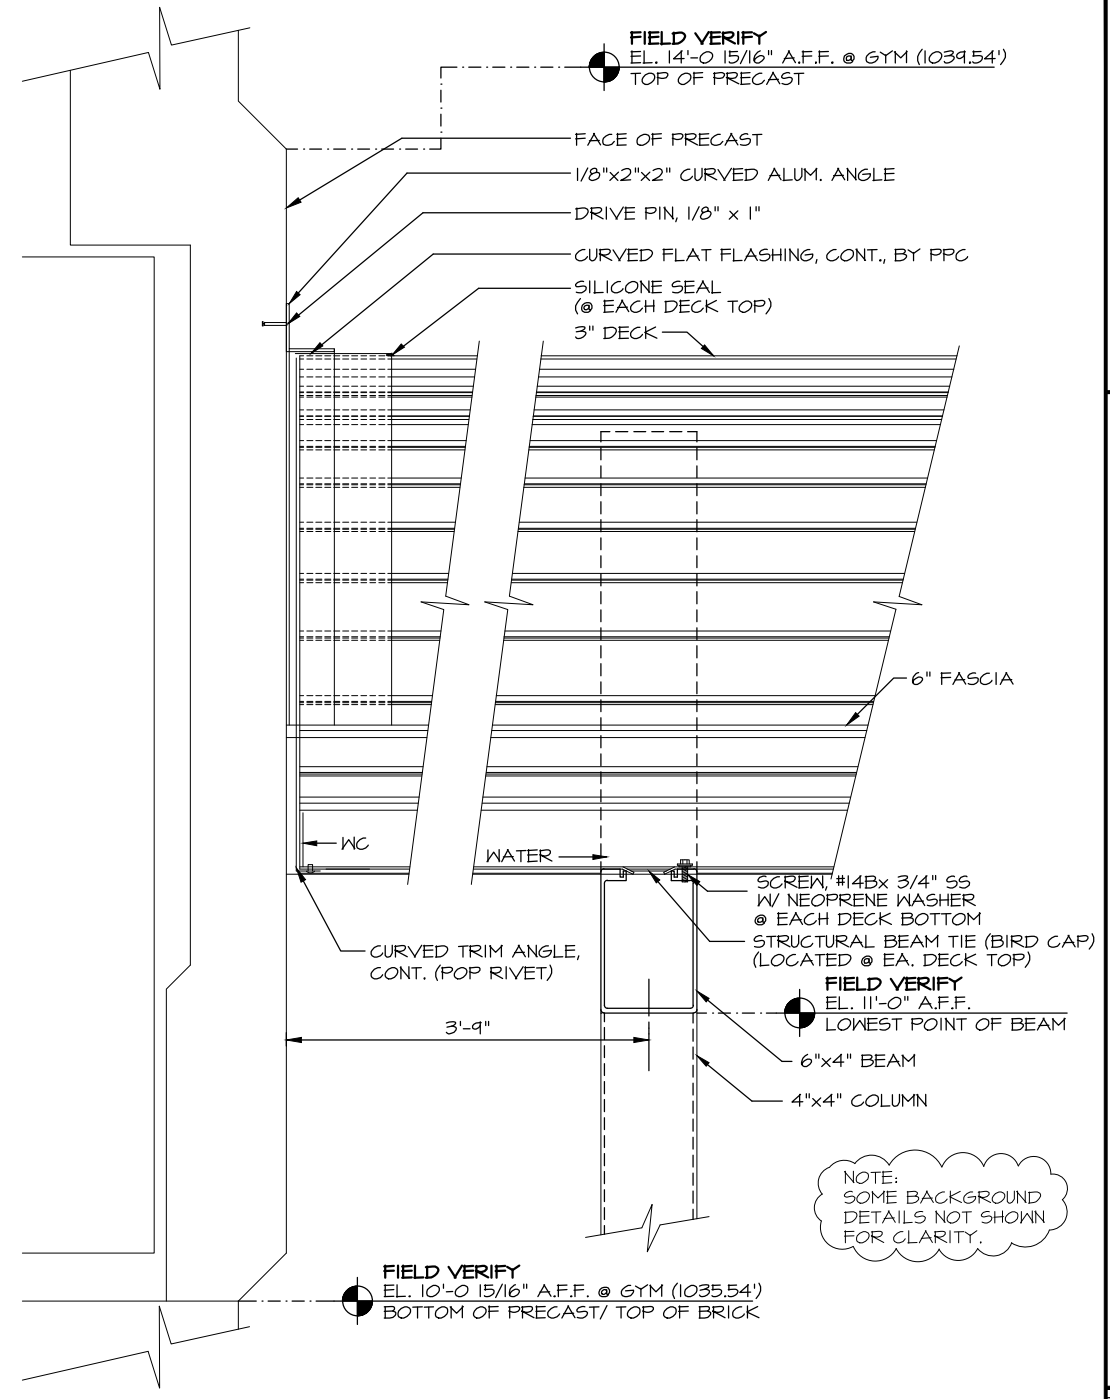 FIELD VERIFY
EL. 14'-0 15/16" A.F.F. @ GYM (1039.54')
TOP OF PRECAST
FACE OF PRECAST
1/8"x2"x2" CURVED ALUM. ANGLE
DRIVE PIN, 1/8" x 1"
CURVED FLAT FLASHING, CONT., BY PPC
SILICONE SEAL
(@ EACH DECK TOP)
3" DECK
6" FASCIA
WC
WATER
SCREW, #14Bx 3/4" SS
W/ NEOPRENE WASHER
@ EACH DECK BOTTOM
STRUCTURAL BEAM TIE (BIRD CAP)
(LOCATED @ EA. DECK TOP)
CURVED TRIM ANGLE,
CONT. (POP RIVET)
FIELD VERIFY
EL. 11'-0" A.F.F.
LOWEST POINT OF BEAM
3'-9"
6"x4" BEAM
4"x4" COLUMN
NOTE:
SOME BACKGROUND
DETAILS NOT SHOWN
FOR CLARITY.
FIELD VERIFY
EL. 10'-0 15/16" A.F.F. @ GYM (1035.54')
BOTTOM OF PRECAST/ TOP OF BRICK